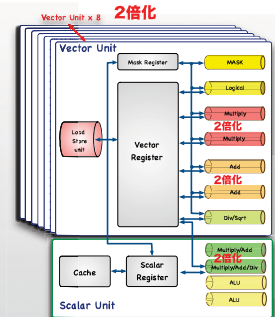 Vector Unit x 8
2倍化
Vector Unit
Mask Register
MASK
Logical
Multiply
Multiply
2倍化
Load
Store
unit
Vector
Register
Add
2倍化
Add
Div/Sqrt
Multiply/Add
2倍化
Multiply/Add/Div
Cache
Scalar
Register
ALU
ALU
Scalar Unit